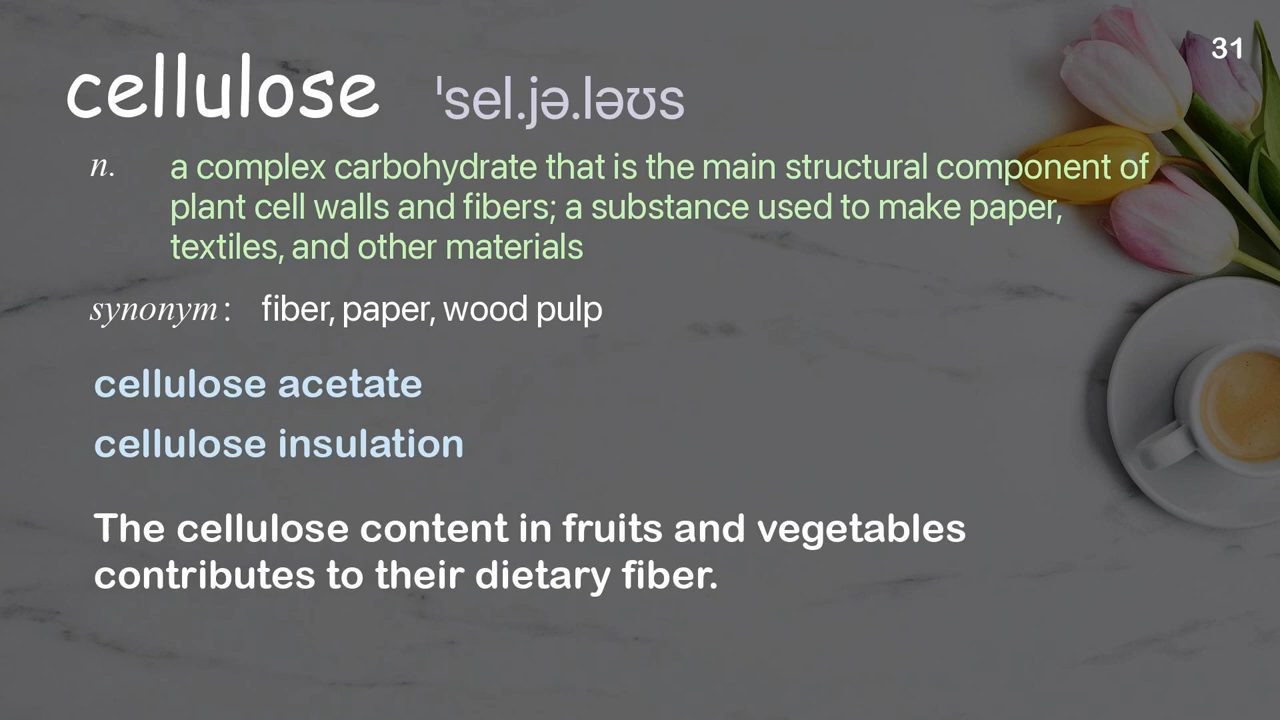 31
cellulose ˈsel.jə.ləʊs
n. a complex carbohydrate that is the main structural component of
plant cell walls and fibers; a substance used to make paper,
textiles, and other materials
synonym: fiber, paper, wood pulp
cellulose acetate
cellulose insulation
The cellulose content in fruits and vegetables
contributes to their dietary fiber.